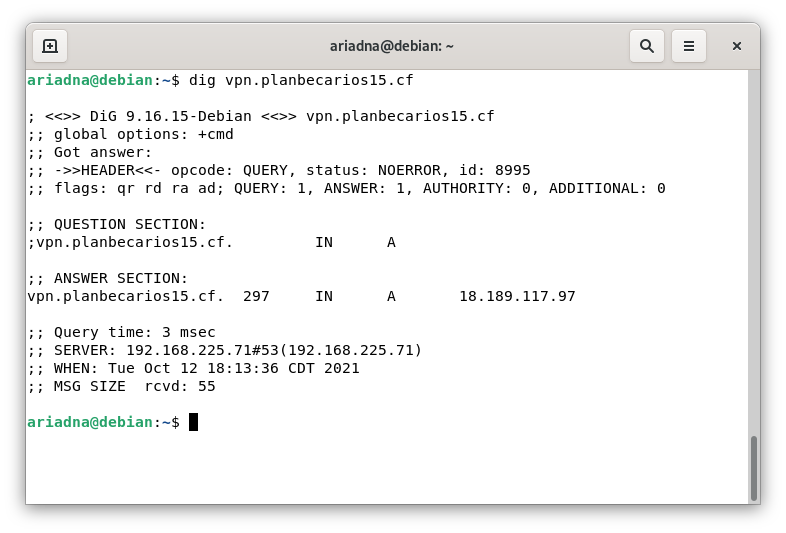 ariadna@debian: ~
ariadna@debian:~$ dig vpn.planbecarios15.cf
; <<>> DiG 9.16.15-Debian <<>> vpn.planbecarios15.cf
;; global options: +cmd
;; Got answer:
;; ->>HEADER<<- opcode: QUERY, status: NOERROR, id: 8995
;; flags: qr rd ra ad; QUERY: 1, ANSWER: 1, AUTHORITY: 0, ADDITIONAL: 0
;; QUESTION SECTION:
;vpn.planbecarios15.cf.         IN      A
;; ANSWER SECTION:
vpn.planbecarios15.cf.  297     IN      A       18.189.117.97
;; Query time: 3 msec
;; SERVER: 192.168.225.71#53(192.168.225.71)
;; WHEN: Tue Oct 12 18:13:36 CDT 2021
;; MSG SIZE  rcvd: 55
ariadna@debian:~$